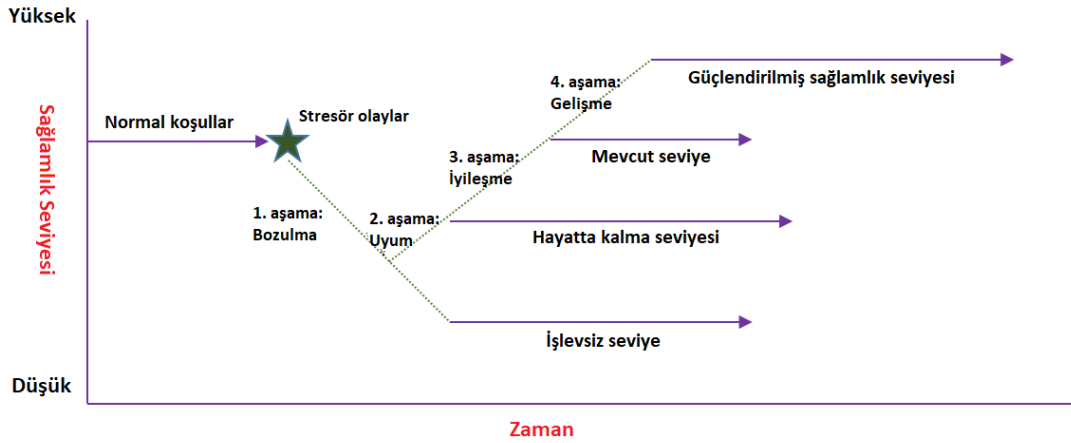 Yüksek
Sağlamlık Seviyesi
Düşük
Normal koşullar
Stresör olaylar
1. aşama:
Bozulma
2. aşama:
Uyum
3. aşama:
İyileşme
4. aşama:
Gelişme
Güçlendirilmiş sağlamlık seviyesi
Mevcut seviye
Hayatta kalma seviyesi
İşlevsiz seviye
Zaman